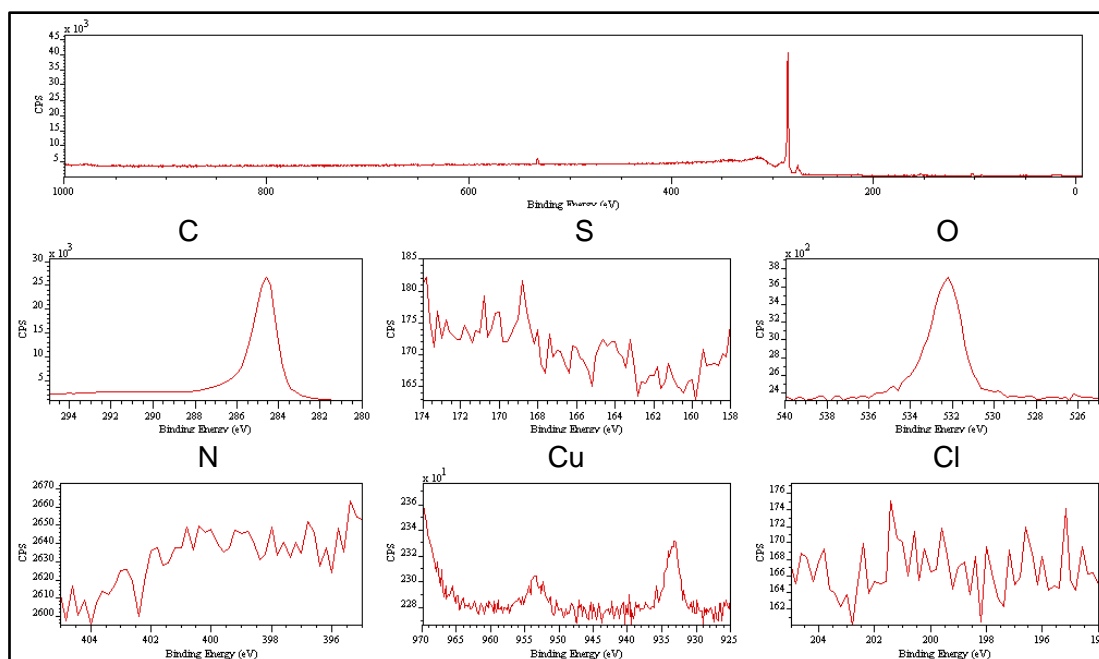 x 10³
45
40
35
30
25
20
15
10
5
CPS
1000 800 600 400 200 0
Binding Energy (eV)
C S O
x 10³
30
25
20
15
10
5
CPS
294 292 290 288 286 284 282 280
Binding Energy (eV)
185
180
175
170
165
CPS
174 172 170 168 166 164 162 160 158
Binding Energy (eV)
x 10²
38
36
34
32
30
28
26
24
CPS
540 538 536 534 532 530 528 526
Binding Energy (eV)
N Cu Cl
2670
2660
2650
2640
2630
2620
2610
2600
CPS
404 402 400 398 396
Binding Energy (eV)
x 10¹
236
234
232
230
228
CPS
970 965 960 955 950 945 940 935 930 925
Binding Energy (eV)
176
174
172
170
168
166
164
162
CPS
204 202 200 198 196 19
Binding Energy (eV)